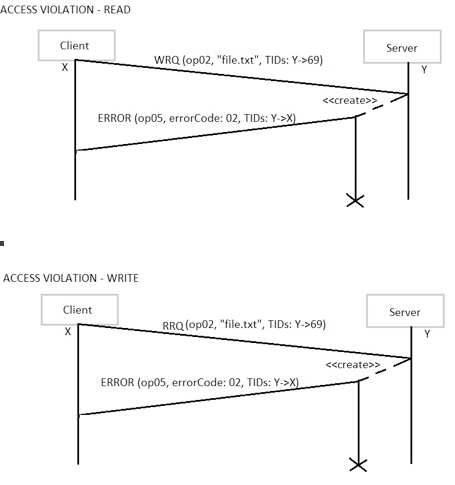 ACCESS VIOLATION - READ
Client
Server
X
WRQ (op02, "file.txt", TIDs: Y->69)
Y
<<create>>
ERROR (op05, errorCode: 02, TIDs: Y->X)
ACCESS VIOLATION - WRITE
Client
Server
X
RRQ (op02, "file.txt", TIDs: Y->69)
Y
<<create>>
ERROR (op05, errorCode: 02, TIDs: Y->X)